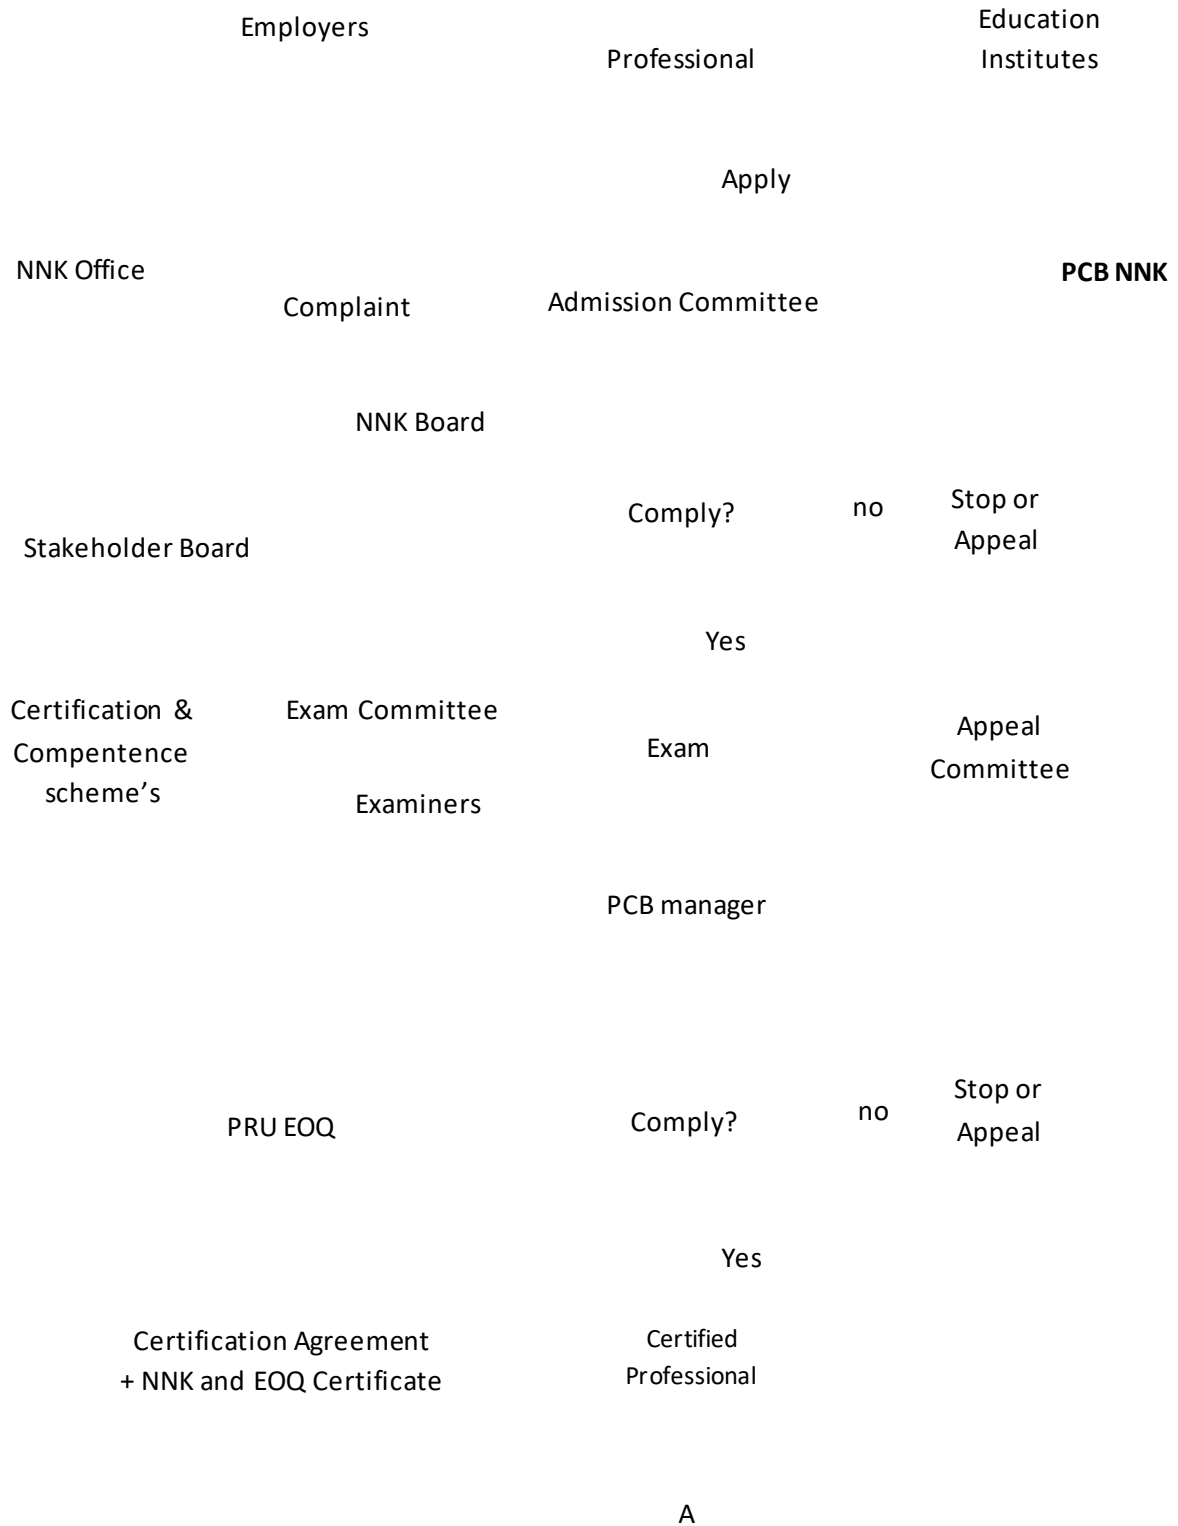 Employers
Education
Professional
Institutes
Apply
NNK Office
PCB NNK
Complaint
Admission Committee
NNK Board
Comply?
no
Stop or
Appeal
Stakeholder Board
Yes
Certification &
Compentence
scheme's
Exam Committee
Examiners
Exam
Appeal
Committee
PCB manager
PRU EOQ
Comply?
no
Stop or
Appeal
Yes
Certification Agreement
+ NNK and EOQ Certificate
Certified
Professional
A